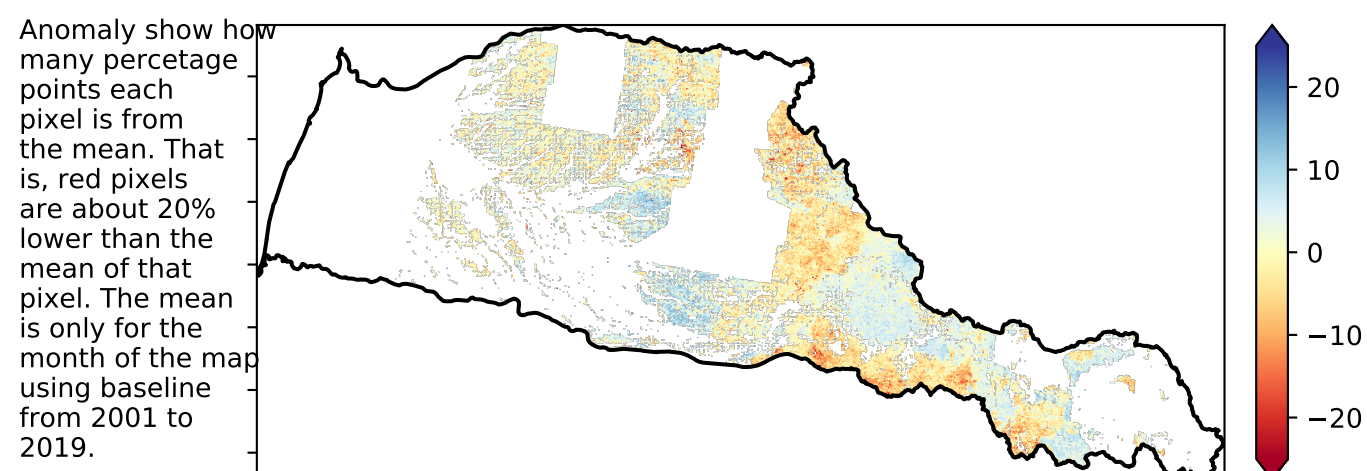 Anomaly show how
many percetage
points each
pixel is from
the mean. That
is, red pixels
are about 20%
lower than the
mean of that
pixel. The mean
is only for the
month of the map
using baseline
from 2001 to
2019.
20
10
0
−10
−20